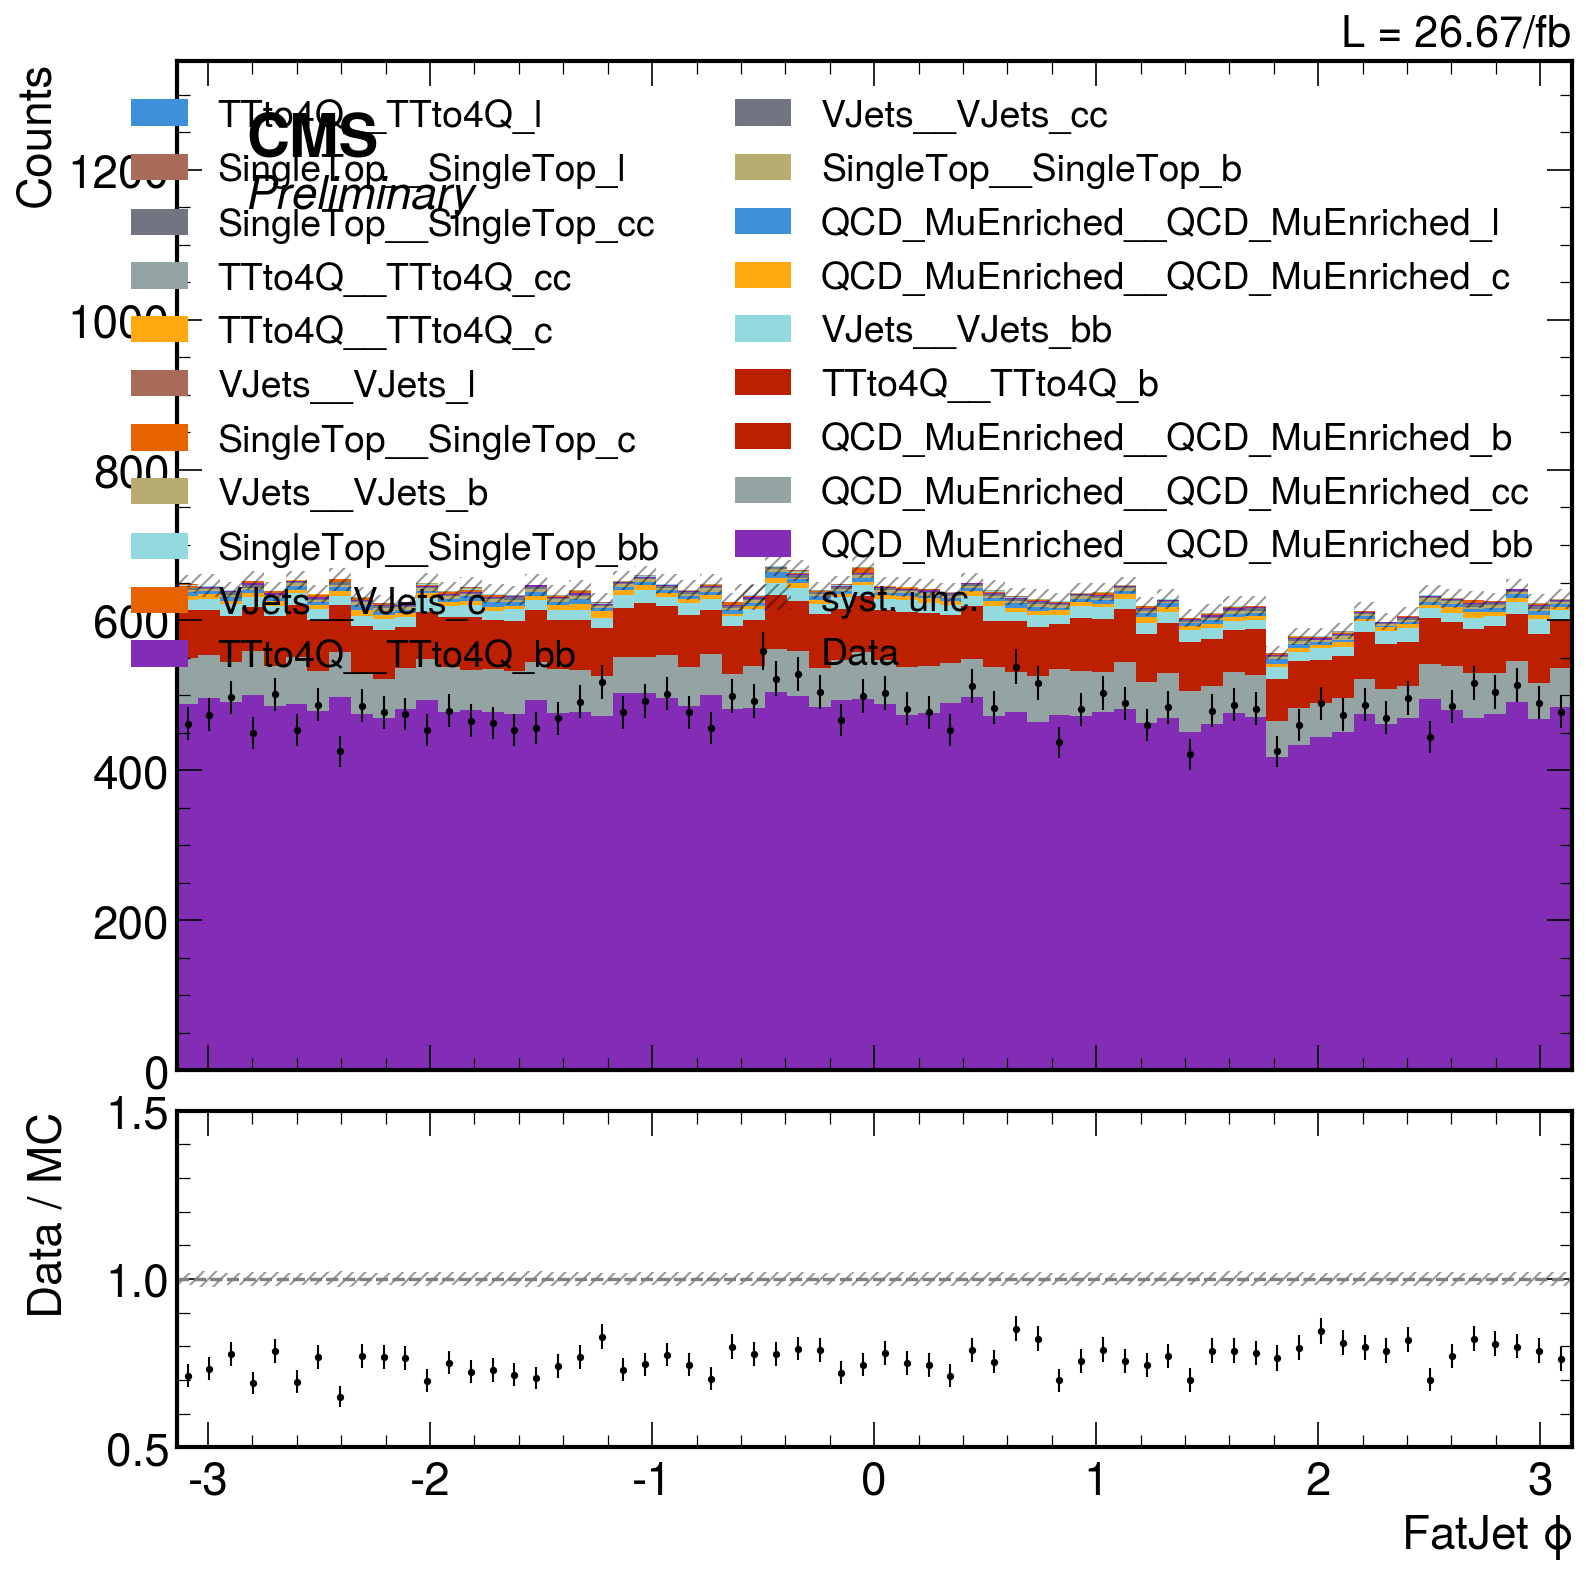 L = 26.67/fb
Counts
CMS
Preliminary
TTto4Q__TTto4Q_l
SingleTop__SingleTop_l
SingleTop__SingleTop_cc
TTto4Q__TTto4Q_cc
TTto4Q__TTto4Q_c
VJets__VJets_l
SingleTop__SingleTop_c
VJets__VJets_b
SingleTop__SingleTop_bb
VJets__VJets_c
TTto4Q__TTto4Q_bb
VJets__VJets_cc
SingleTop__SingleTop_b
QCD_MuEnriched__QCD_MuEnriched_l
QCD_MuEnriched__QCD_MuEnriched_c
VJets__VJets_bb
TTto4Q__TTto4Q_b
QCD_MuEnriched__QCD_MuEnriched_b
QCD_MuEnriched__QCD_MuEnriched_cc
QCD_MuEnriched__QCD_MuEnriched_bb
syst. unc.
Data
1200
1000
800
600
400
200
0
Data / MC
1.5
1.0
0.5
-3 -2 -1 0 1 2 3
FatJet ϕ